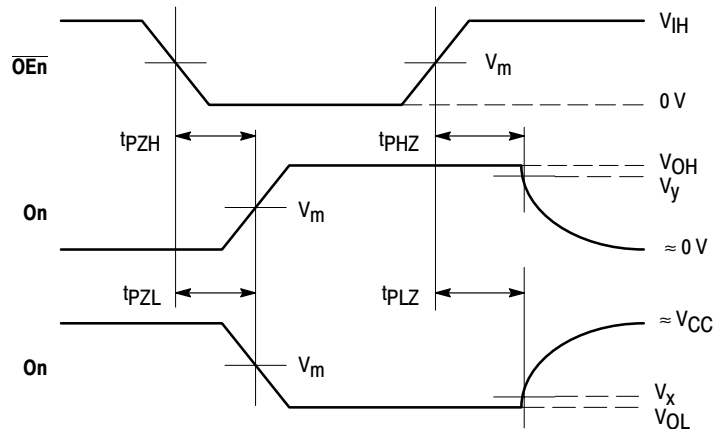 V_IH
OEn
V_m
0 V
t_PZH
t_PHZ
V_OH
V_y
On
V_m
≈ 0 V
t_PZL
t_PLZ
≈ V_CC
On
V_m
V_x
V_OL